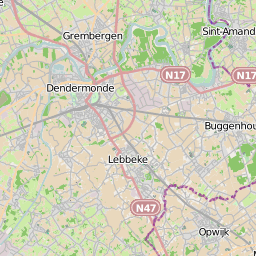 Grembergen
Sint-Amand
N17
N17
Dendermonde
Buggenhou
Lebbeke
N47
Opwijk